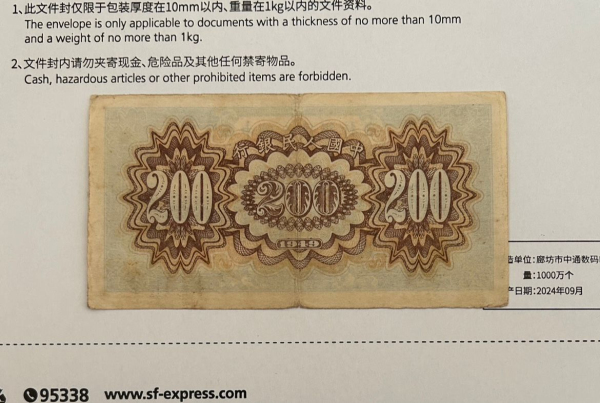 1、此文件封仅限于包装厚度在10mm以内、重量在1kg以内的文件资料。
The envelope is only applicable to documents with a thickness of no more than 10mm
and a weight of no more than 1kg.
2、文件封内请勿夹寄现金、危险品及其他任何禁寄物品。
Cash, hazardous articles or other prohibited items are forbidden.
行銀民人國中
200
200
200
1949
造单位:廊坊市中通数码
量:1000万个
产日期:2024年09月
95338 www.sf-express.com